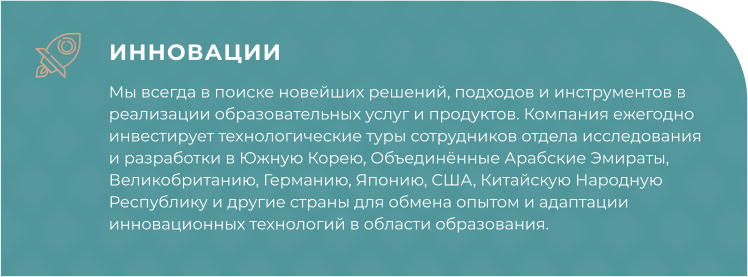 ИННОВАЦИИ
Мы всегда в поиске новейших решений, подходов и инструментов в
реализации образовательных услуг и продуктов. Компания ежегодно
инвестирует технологические туры сотрудников отдела исследования
и разработки в Южную Корею, Объединённые Арабские Эмираты,
Великобританию, Германию, Японию, США, Китайскую Народную
Республику и другие страны для обмена опытом и адаптации
инновационных технологий в области образования.